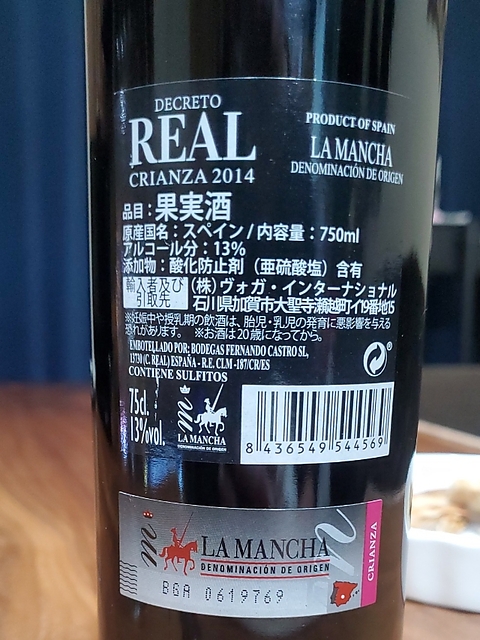 DECRETO
REAL
CRIANZA 2014
PRODUCT OF SPAIN
LA MANCHA
DENOMINACIÓN DE ORIGEN
品目：果実酒
原産国名：スペイン / 内容量：750ml
アルコール分：13%
添加物：酸化防止剤（亜硫酸塩）含有
輸入者及び引取先 (株) ヴォガ・インターナショナル
石川県加賀市大聖寺瀬越町イ19番地15
※妊娠中や授乳期の飲酒は、胎児・乳児の発育に悪影響を与える
恐れがあります。 ※お酒は20歳になってから。
EMBOTELLADO POR: BODEGAS FERNANDO CASTRO SL,
13730 (C. REAL) ESPAÑA - R.E. CLM -187/CR/ES
CONTIENE SULFITOS
75cl.
13%vol.
m
LA MANCHA
DENOMINACIÓN DE ORIGEN
8 436549 544569
m
LA MANCHA
DENOMINACIÓN DE ORIGEN
BGA 0619769
m
CRIANZA